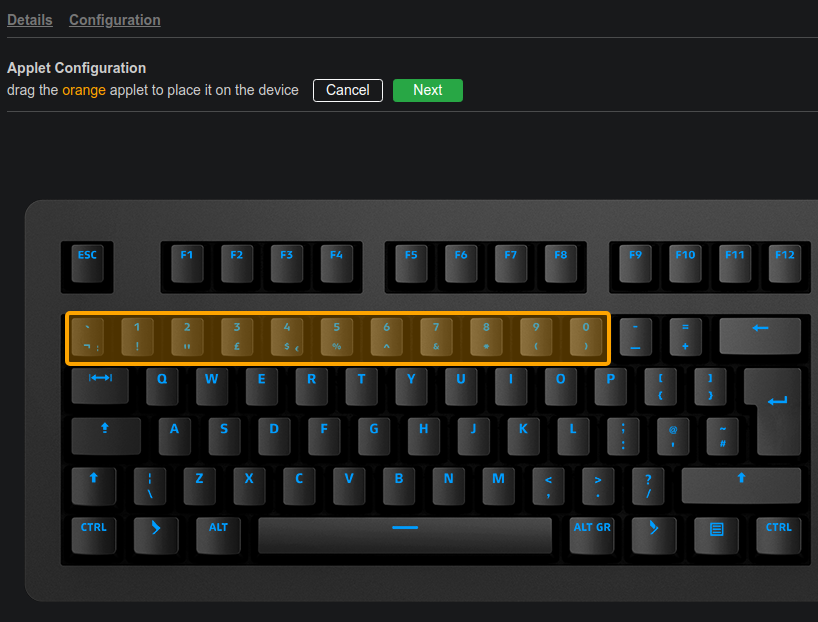 Details Configuration
Applet Configuration
drag the orange applet to place it on the device Cancel Next
ESC F1 F2 F3 F4 F5 F6 F7 F8 F9 F10 F11 F12
` 1 2 3 4 5 6 7 8 9 0 - =
¬ ! " £ $ % ^ & * ( ) _ +
Q W E R T Y U I O P [ ]
{ }
A S D F G H J K L ; @ ~
: ' #
¦ Z X C V B N M < > ?
\ , . /
CTRL ALT ALT GR CTRL